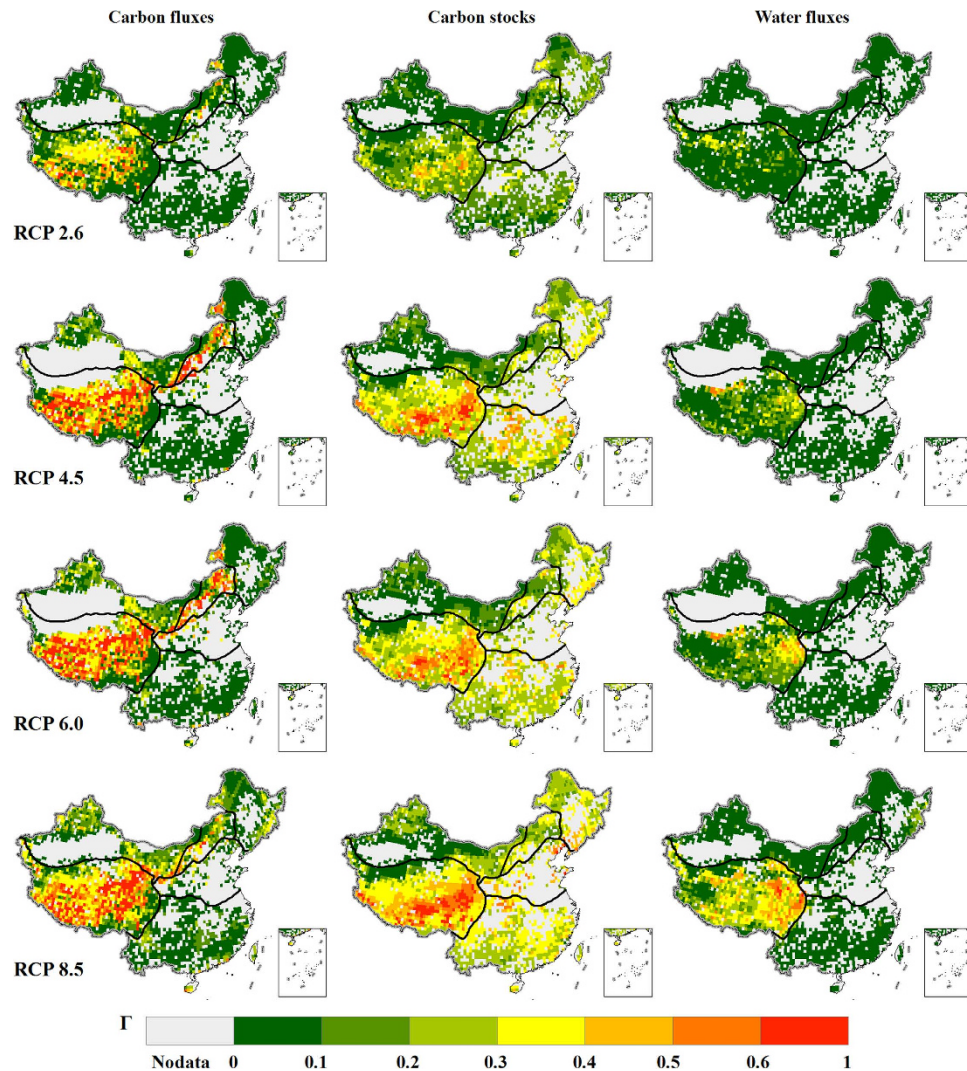 Carbon fluxes Carbon stocks Water fluxes
RCP 2.6
RCP 4.5
RCP 6.0
RCP 8.5
Γ
Nodata 0 0.1 0.2 0.3 0.4 0.5 0.6 1